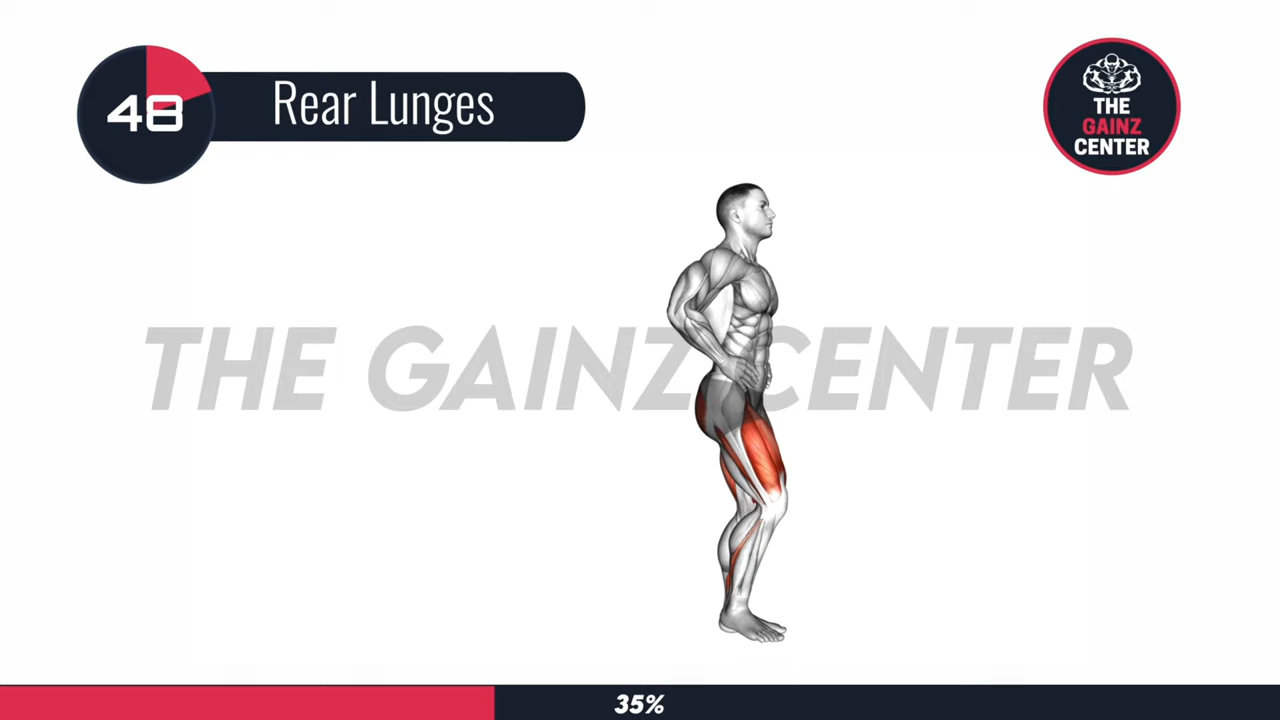 48
Rear Lunges
THE
GAINZ
CENTER
THE GAINZ CENTER
35%